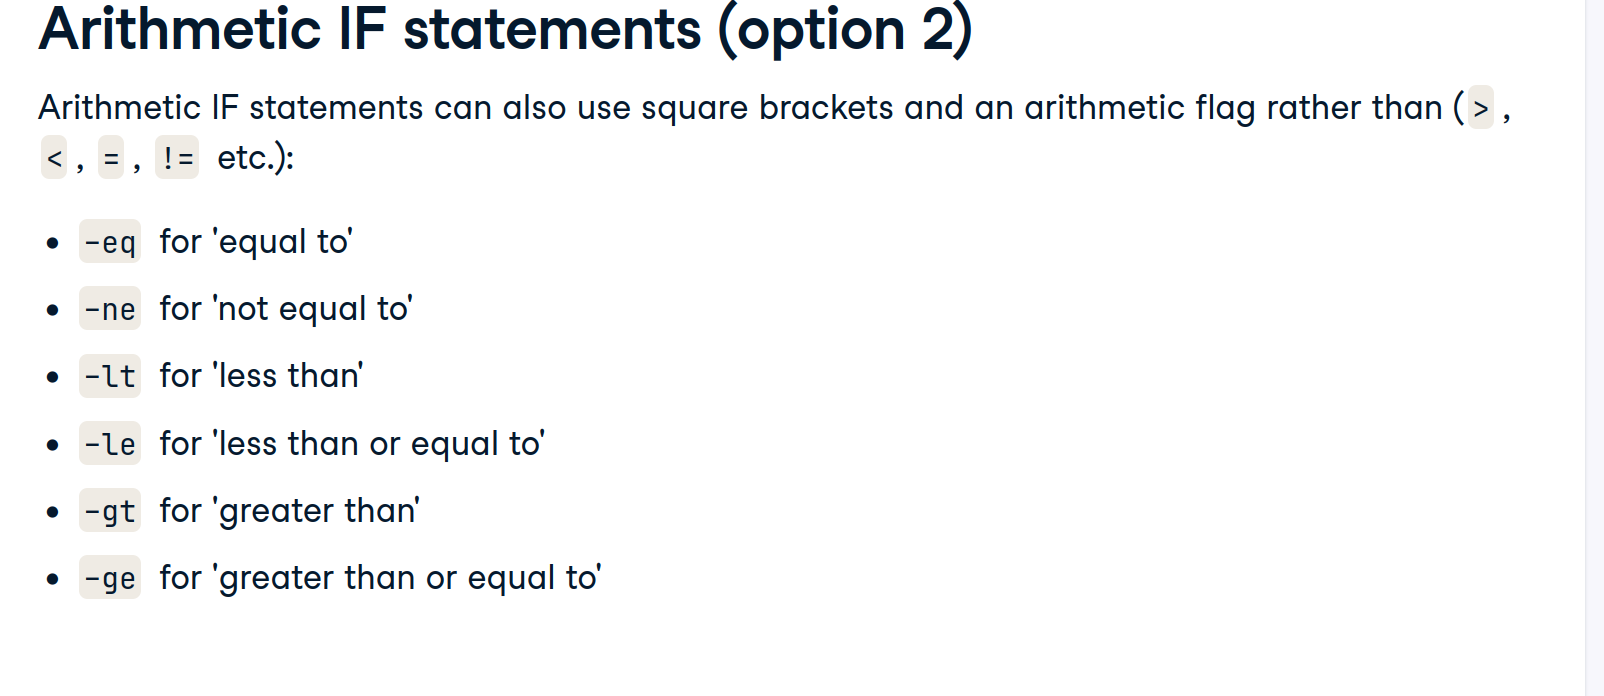 Arithmetic IF statements (option 2)
Arithmetic IF statements can also use square brackets and an arithmetic flag rather than (> ,
< , = , != etc.):
• -eq for 'equal to'
• -ne for 'not equal to'
• -lt for 'less than'
• -le for 'less than or equal to'
• -gt for 'greater than'
• -ge for 'greater than or equal to'